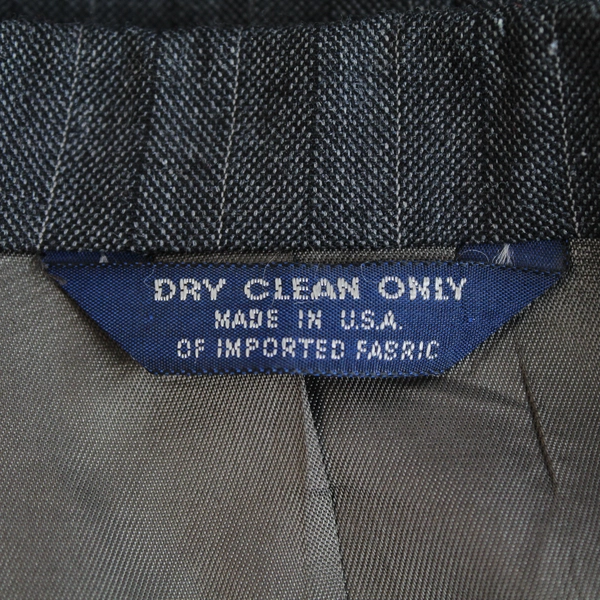 DRY CLEAN ONLY
MADE IN U.S.A.
OF IMPORTED FABRIC